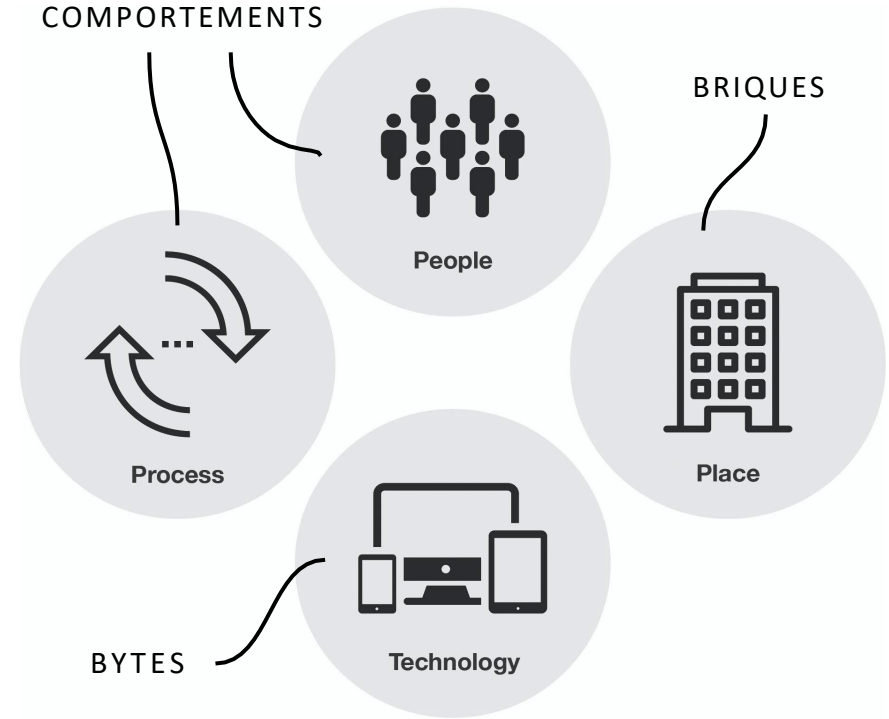 COMPORTEMENTS
BRIQUES
People
Process
Place
BYTES
Technology